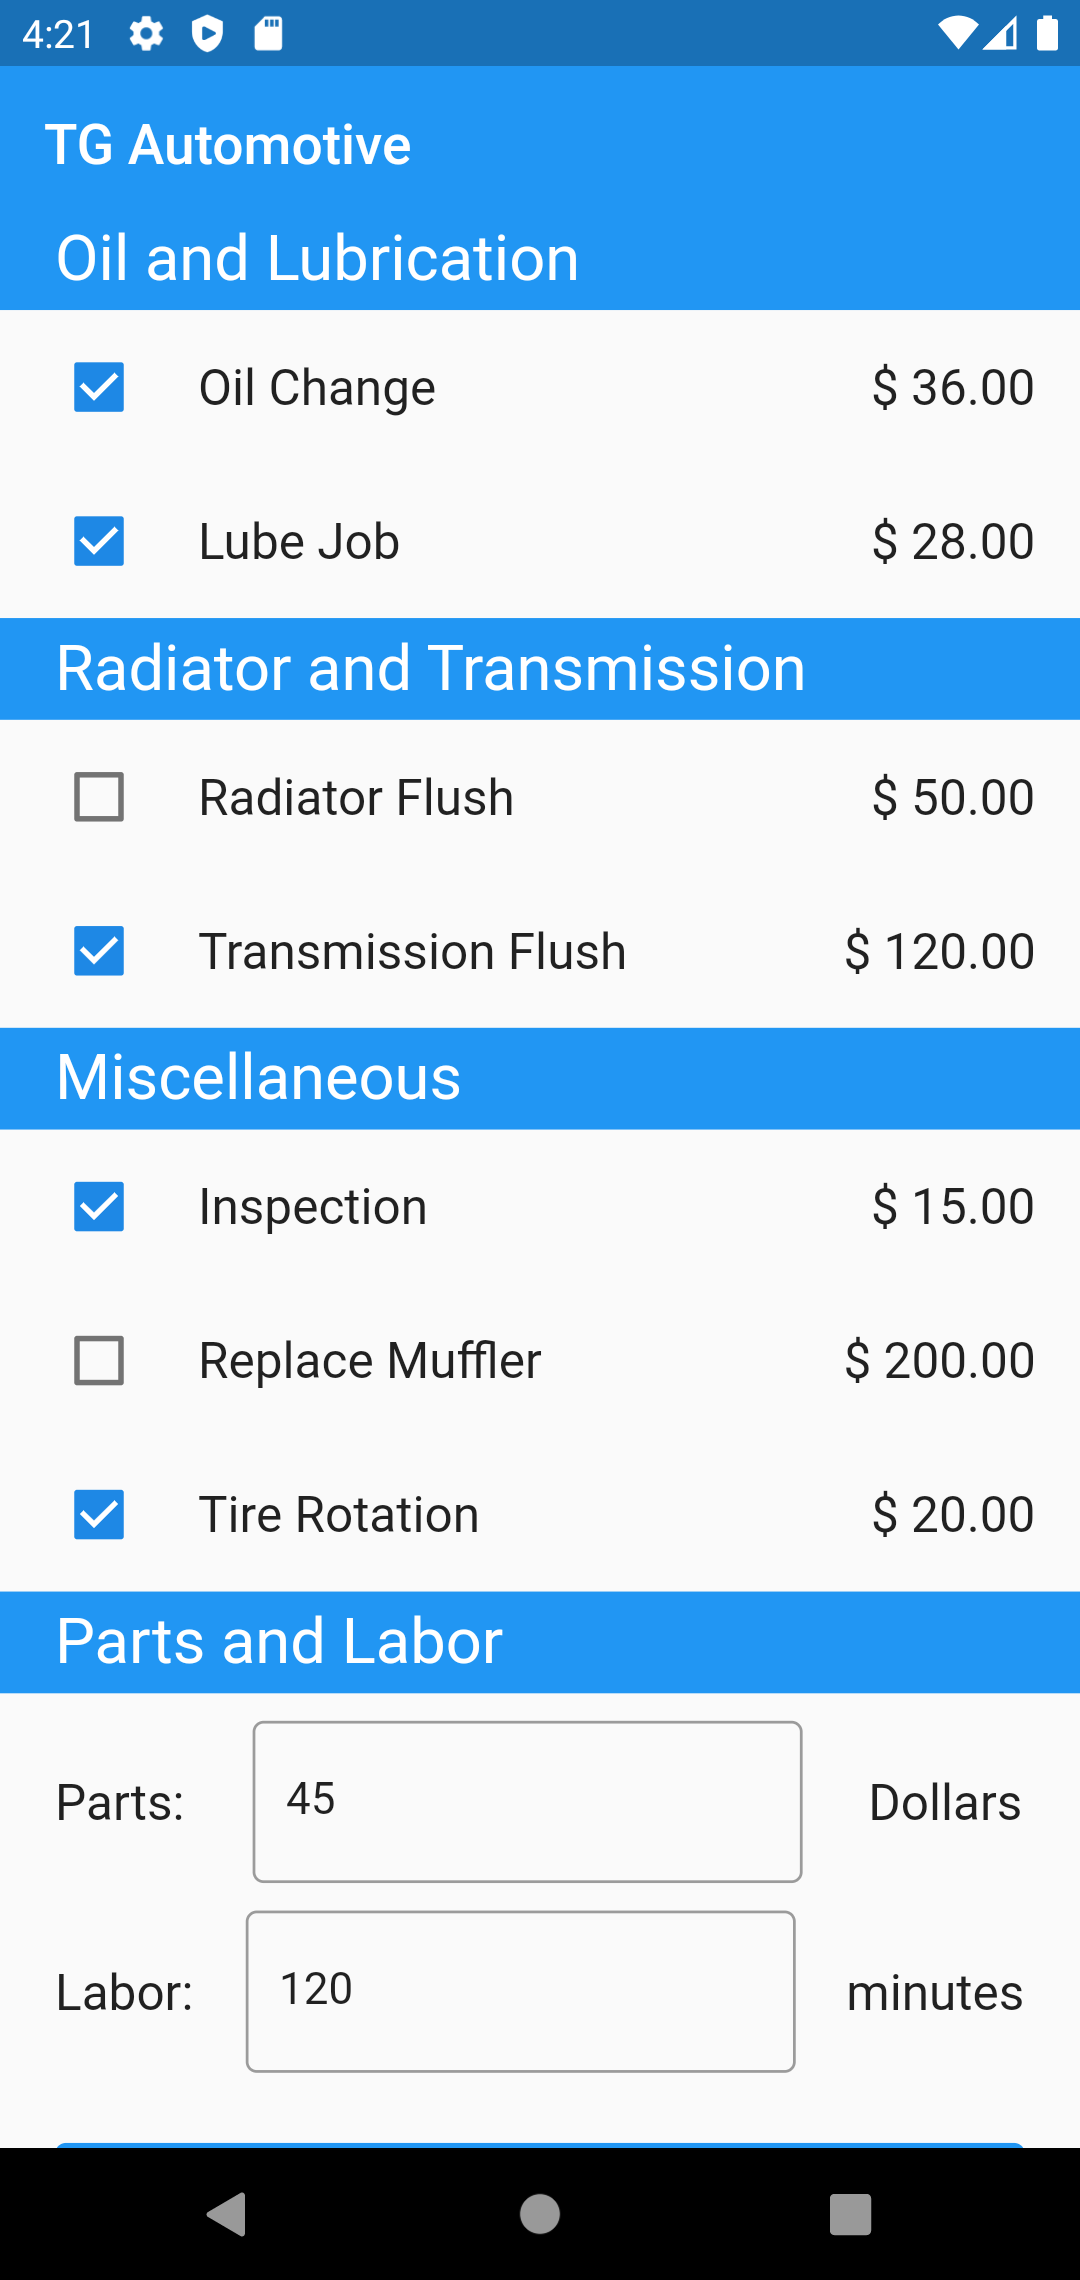 4:21
TG Automotive
Oil and Lubrication
Oil Change $ 36.00
Lube Job $ 28.00
Radiator and Transmission
Radiator Flush $ 50.00
Transmission Flush $ 120.00
Miscellaneous
Inspection $ 15.00
Replace Muffler $ 200.00
Tire Rotation $ 20.00
Parts and Labor
Parts: 45 Dollars
Labor: 120 minutes